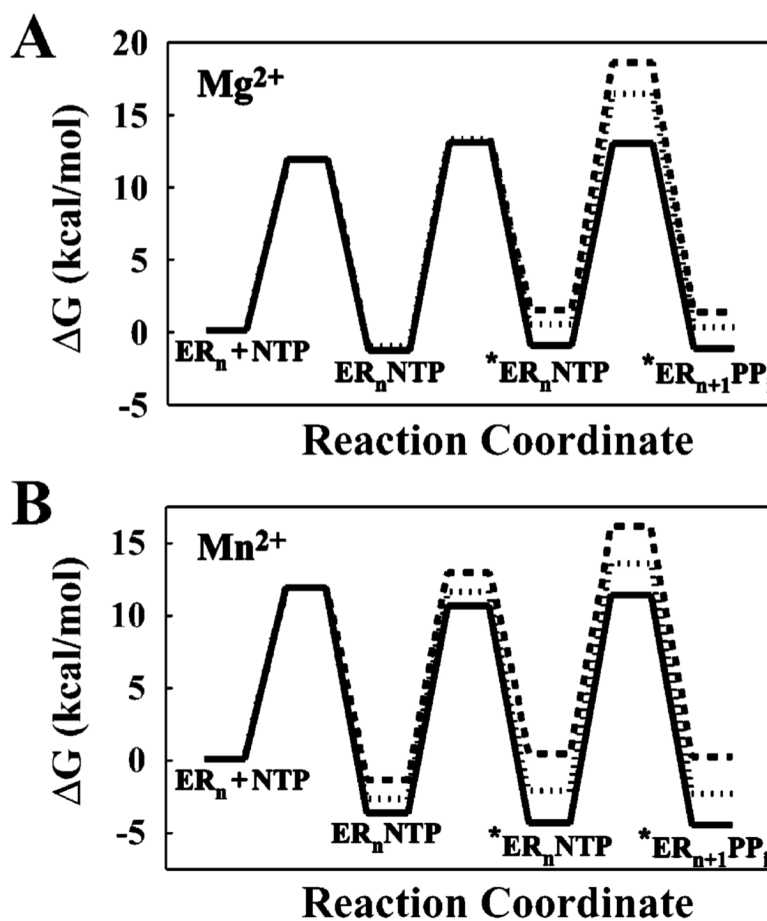 A
20
Mg²⁺
15
10
5
0
-5
ΔG (kcal/mol)
ERₙ + NTP
ERₙNTP
*ERₙNTP
*ERₙ₊₁PPᵢ
Reaction Coordinate
B
Mn²⁺
15
10
5
0
-5
ΔG (kcal/mol)
ERₙ + NTP
ERₙNTP
*ERₙNTP
*ERₙ₊₁PPᵢ
Reaction Coordinate